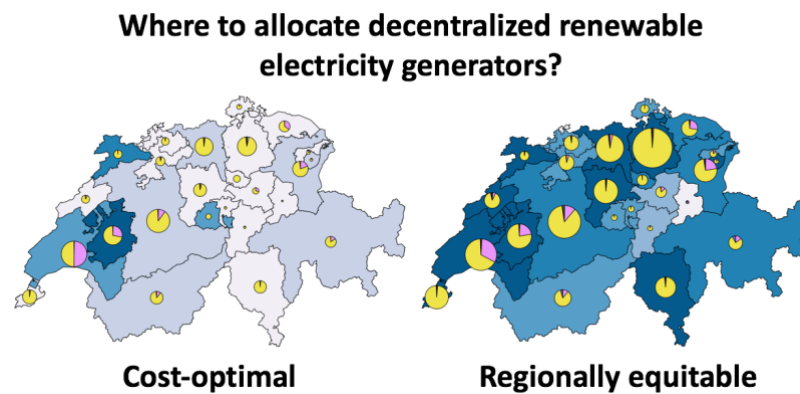 Where to allocate decentralized renewable
electricity generators?
Cost-optimal
Regionally equitable